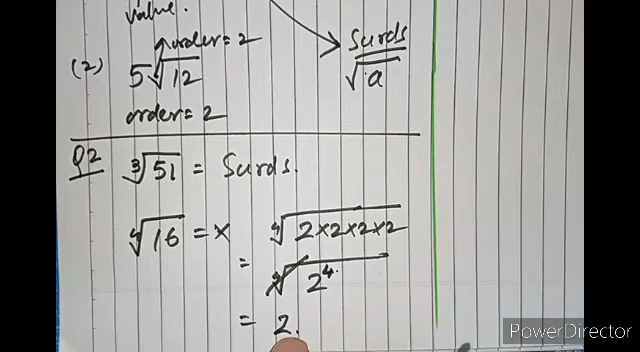 value.
order = 2
(2) 5√12
order = 2
Surds
√a
Q2 ∛51 = Surds.
∜16 = × ∜2×2×2×2
= ∜2⁴
= 2.
PowerDirector